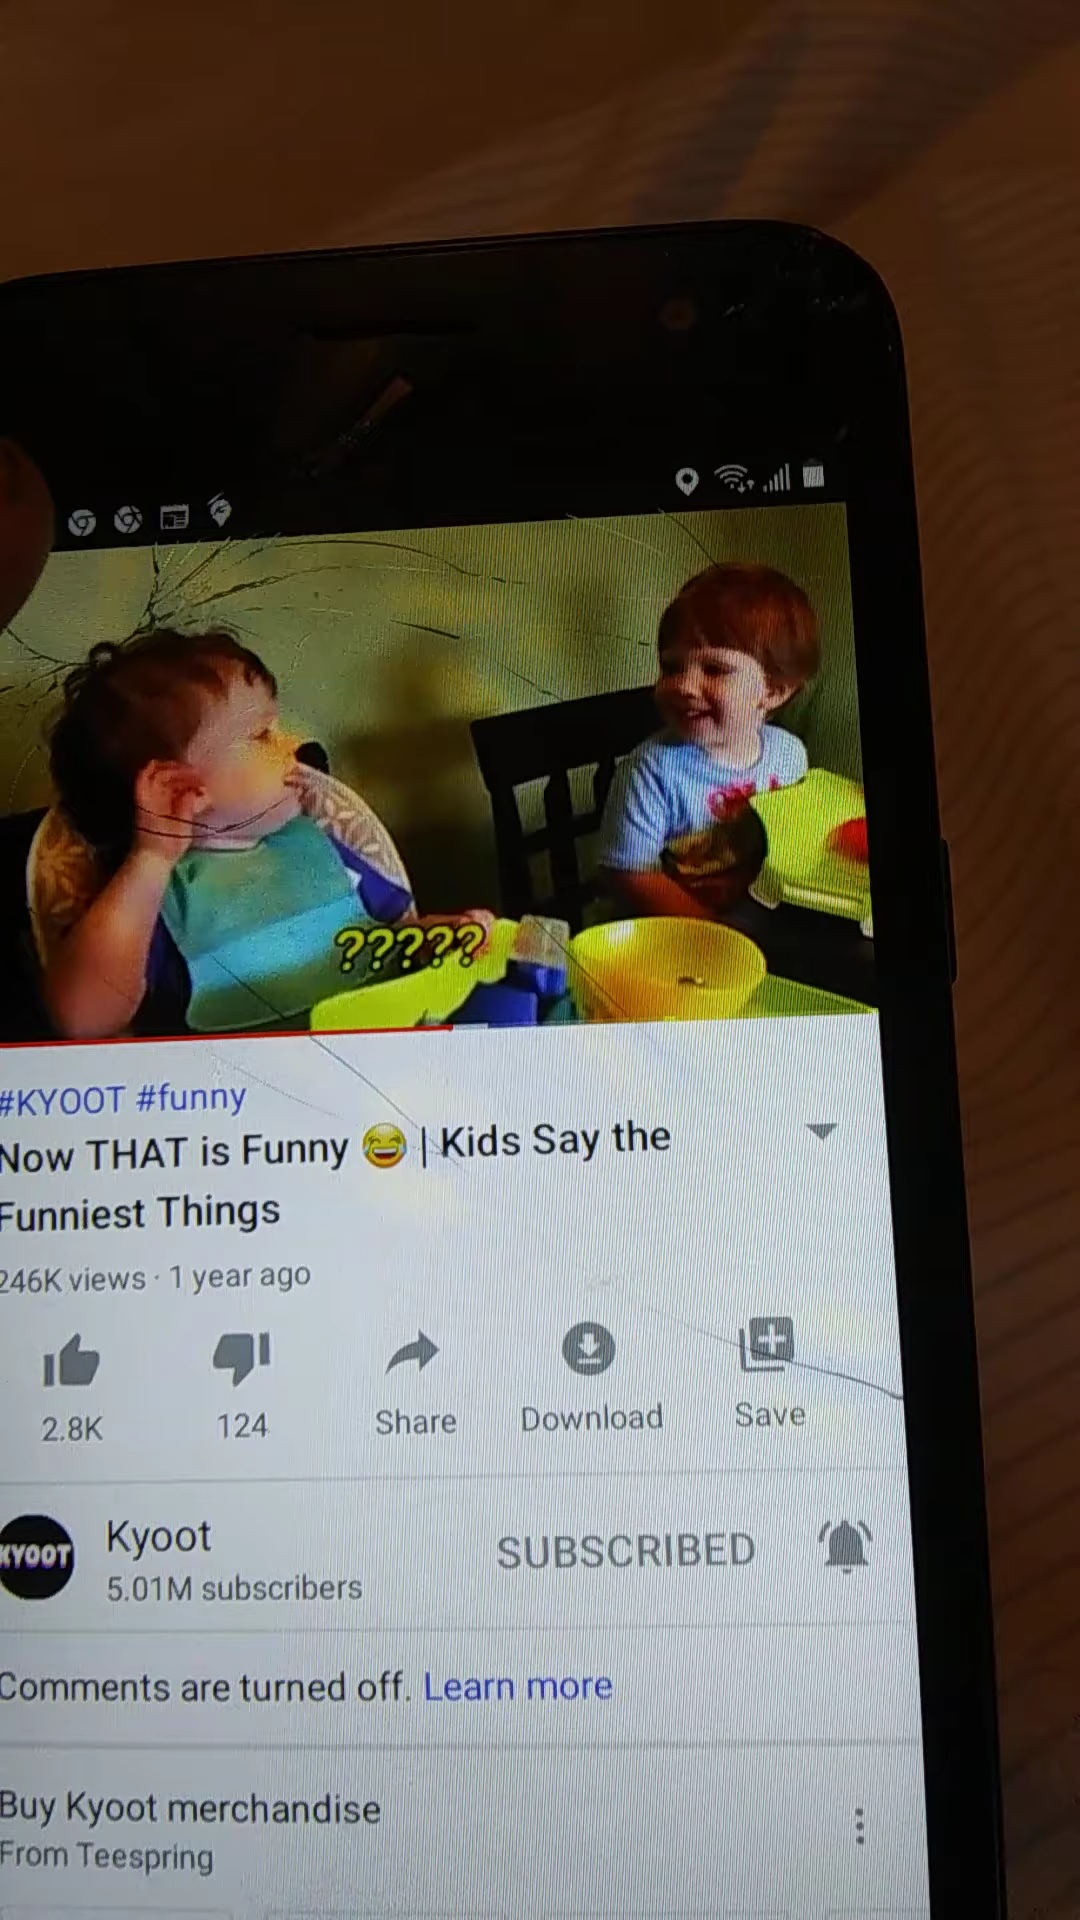 ?????
#KYOOT #funny
Now THAT is Funny 😂 | Kids Say the
Funniest Things
246K views · 1 year ago
2.8K
124
Share
Download
Save
KYOOT
Kyoot
5.01M subscribers
SUBSCRIBED
Comments are turned off. Learn more
Buy Kyoot merchandise
From Teespring